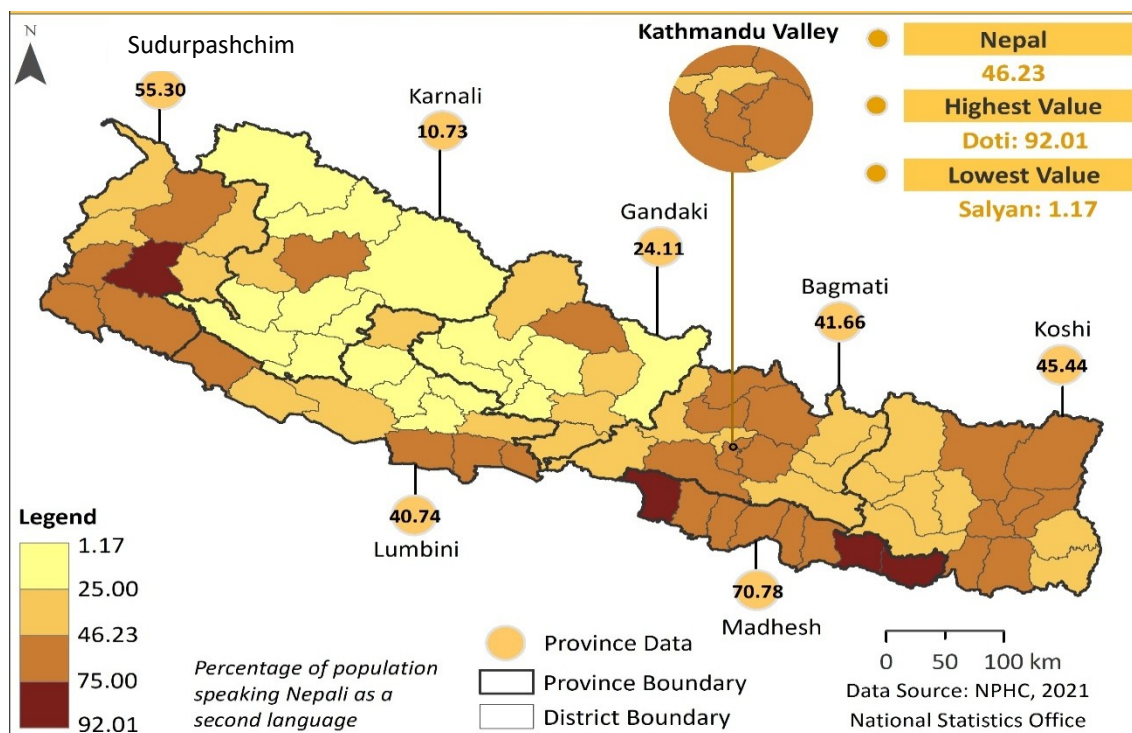 N
Sudurpashchim
55.30
Karnali
10.73
Kathmandu Valley
Nepal
46.23
Highest Value
Doti: 92.01
Lowest Value
Salyan: 1.17
Gandaki
24.11
Bagmati
41.66
Koshi
45.44
40.74
Lumbini
70.78
Madhesh
Legend
1.17
25.00
46.23
75.00
92.01
Percentage of population
speaking Nepali as a
second language
Province Data
Province Boundary
District Boundary
0 50 100 km
Data Source: NPHC, 2021
National Statistics Office